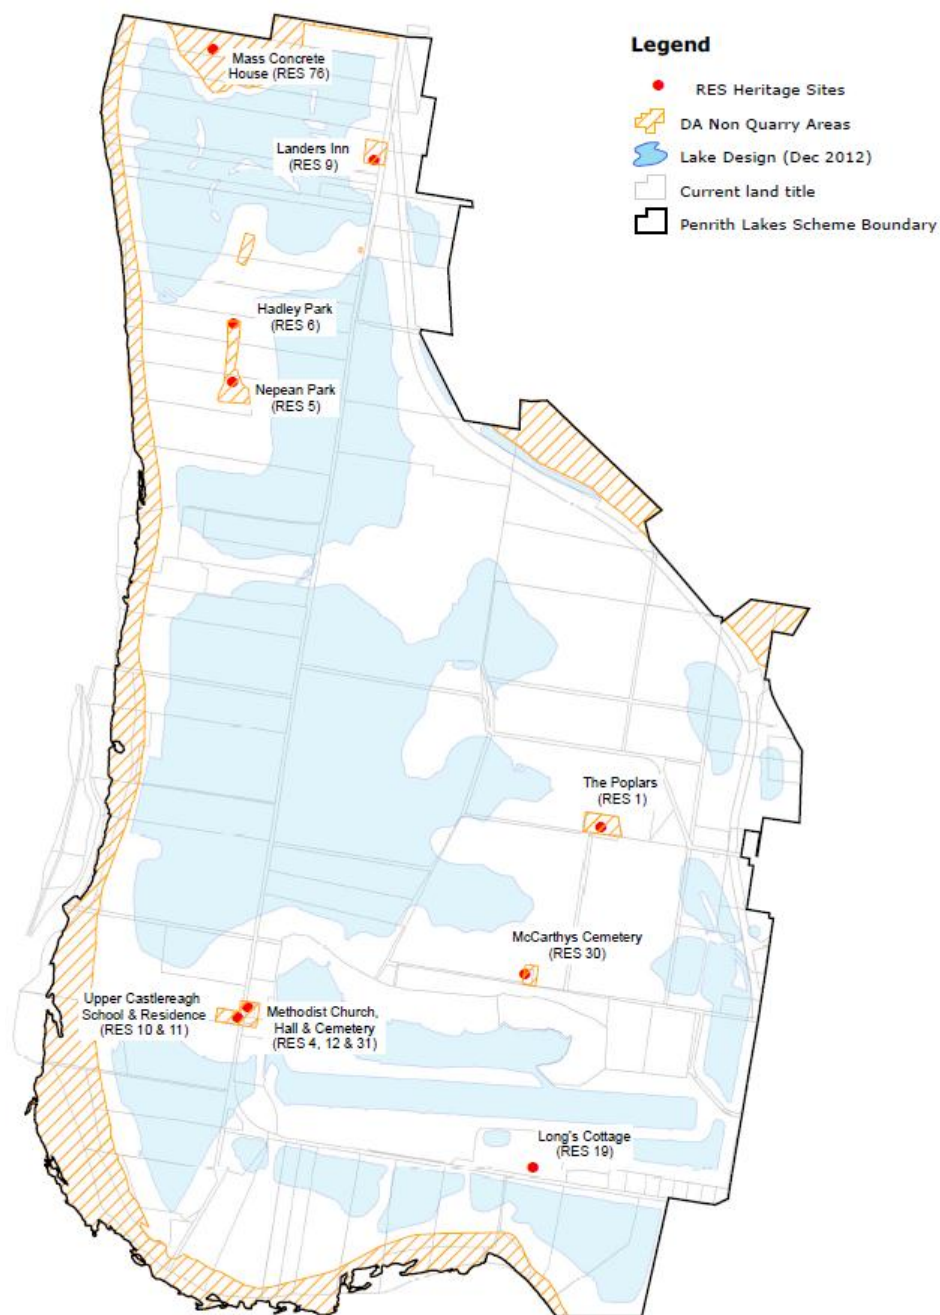 Legend
RES Heritage Sites
DA Non Quarry Areas
Lake Design (Dec 2012)
Current land title
Penrith Lakes Scheme Boundary
Mass Concrete
House (RES 76)
Landers Inn
(RES 9)
Hadley Park
(RES 6)
Nepean Park
(RES 5)
The Poplars
(RES 1)
McCarthys Cemetery
(RES 30)
Upper Castlereagh
School & Residence
(RES 10 & 11)
Methodist Church,
Hall & Cemetery
(RES 4, 12 & 31)
Long's Cottage
(RES 19)